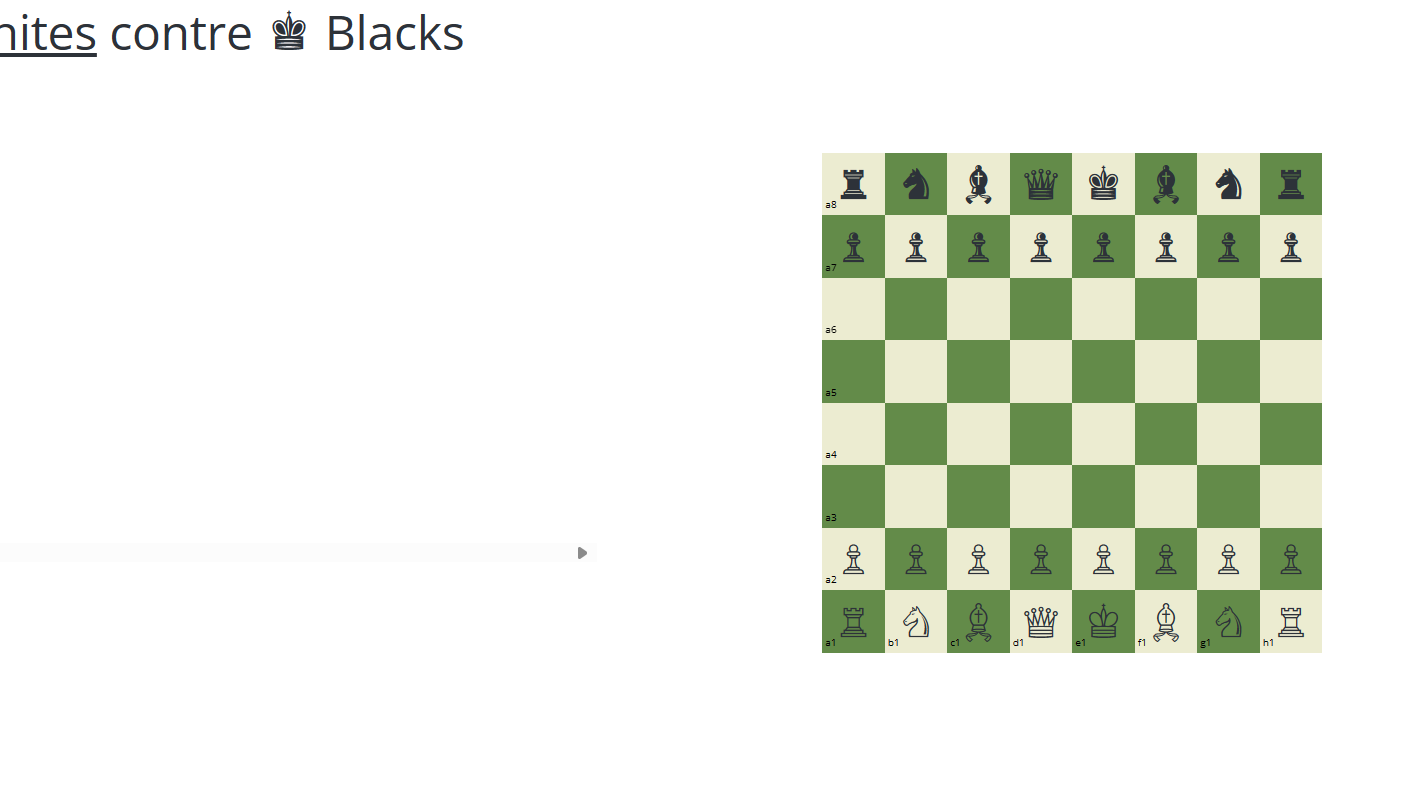 hites contre ♚ Blacks
a8
a7
a6
a5
a4
a3
a2
a1 b1 c1 d1 e1 f1 g1 h1